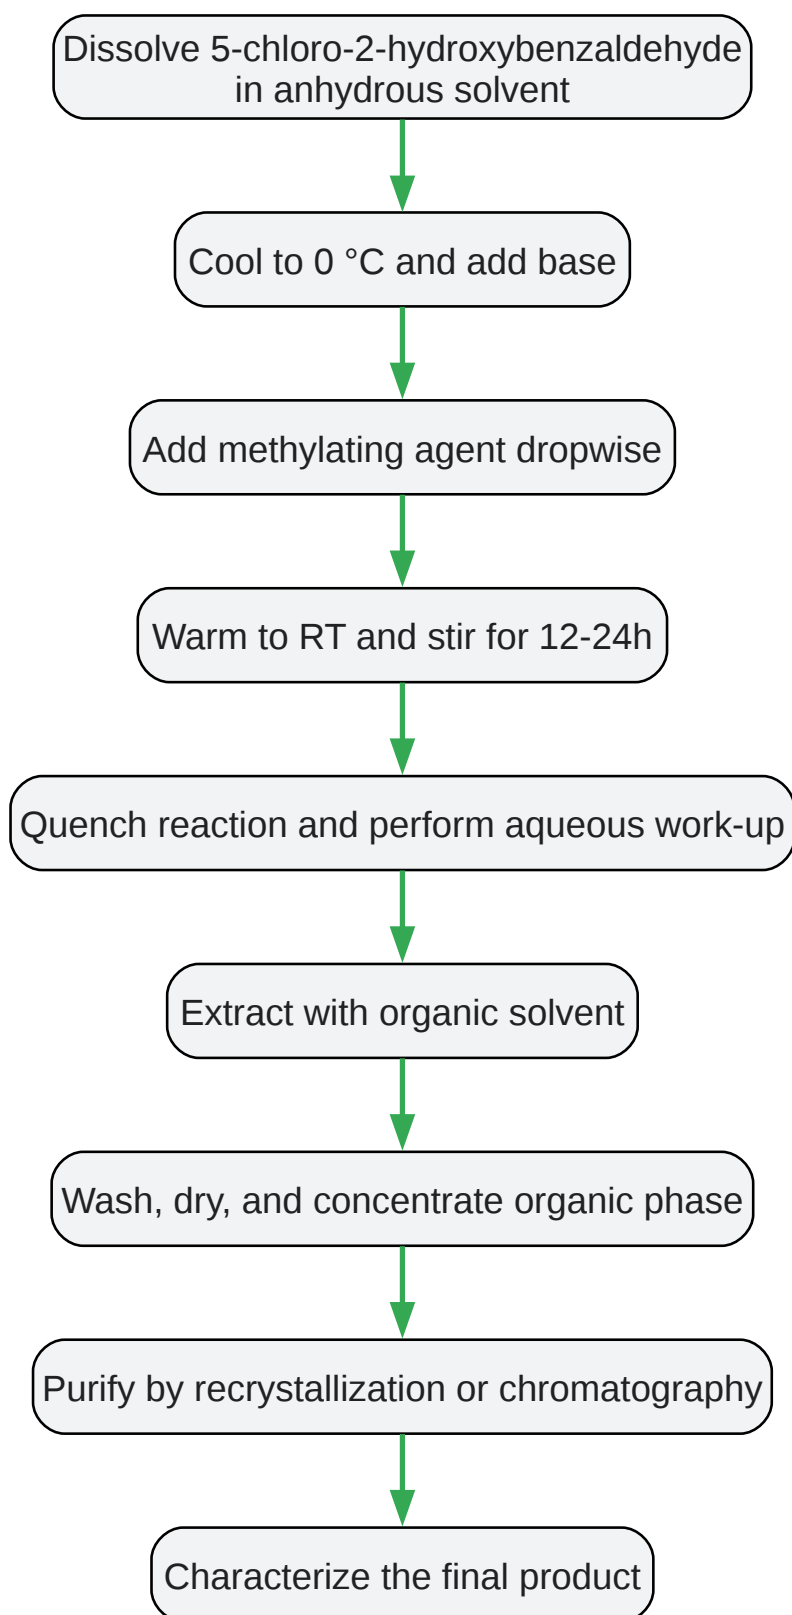 Dissolve 5-chloro-2-hydroxybenzaldehyde
in anhydrous solvent
Cool to 0 °C and add base
Add methylating agent dropwise
Warm to RT and stir for 12-24h
Quench reaction and perform aqueous work-up
Extract with organic solvent
Wash, dry, and concentrate organic phase
Purify by recrystallization or chromatography
Characterize the final product